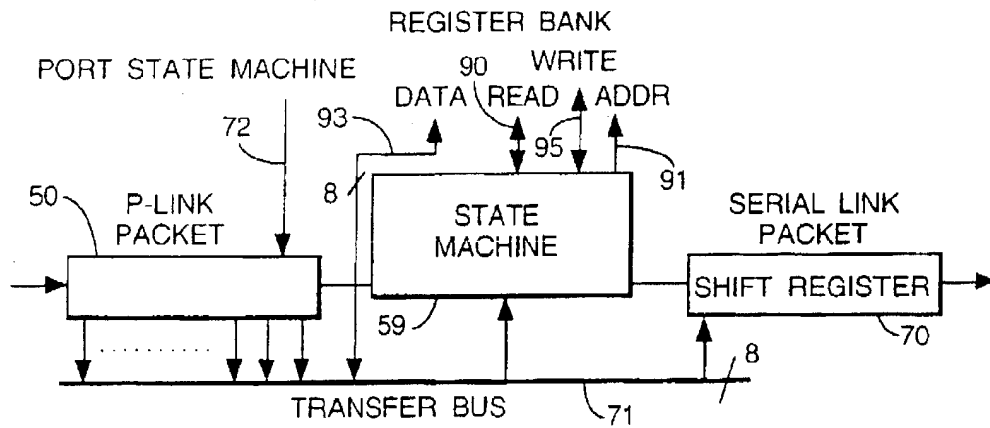 REGISTER BANK
PORT STATE MACHINE
90 WRITE
DATA READ ADDR
93
72
95
91
8
50
P-LINK
PACKET
STATE
MACHINE
SERIAL LINK
PACKET
SHIFT REGISTER
59
70
8
TRANSFER BUS
71